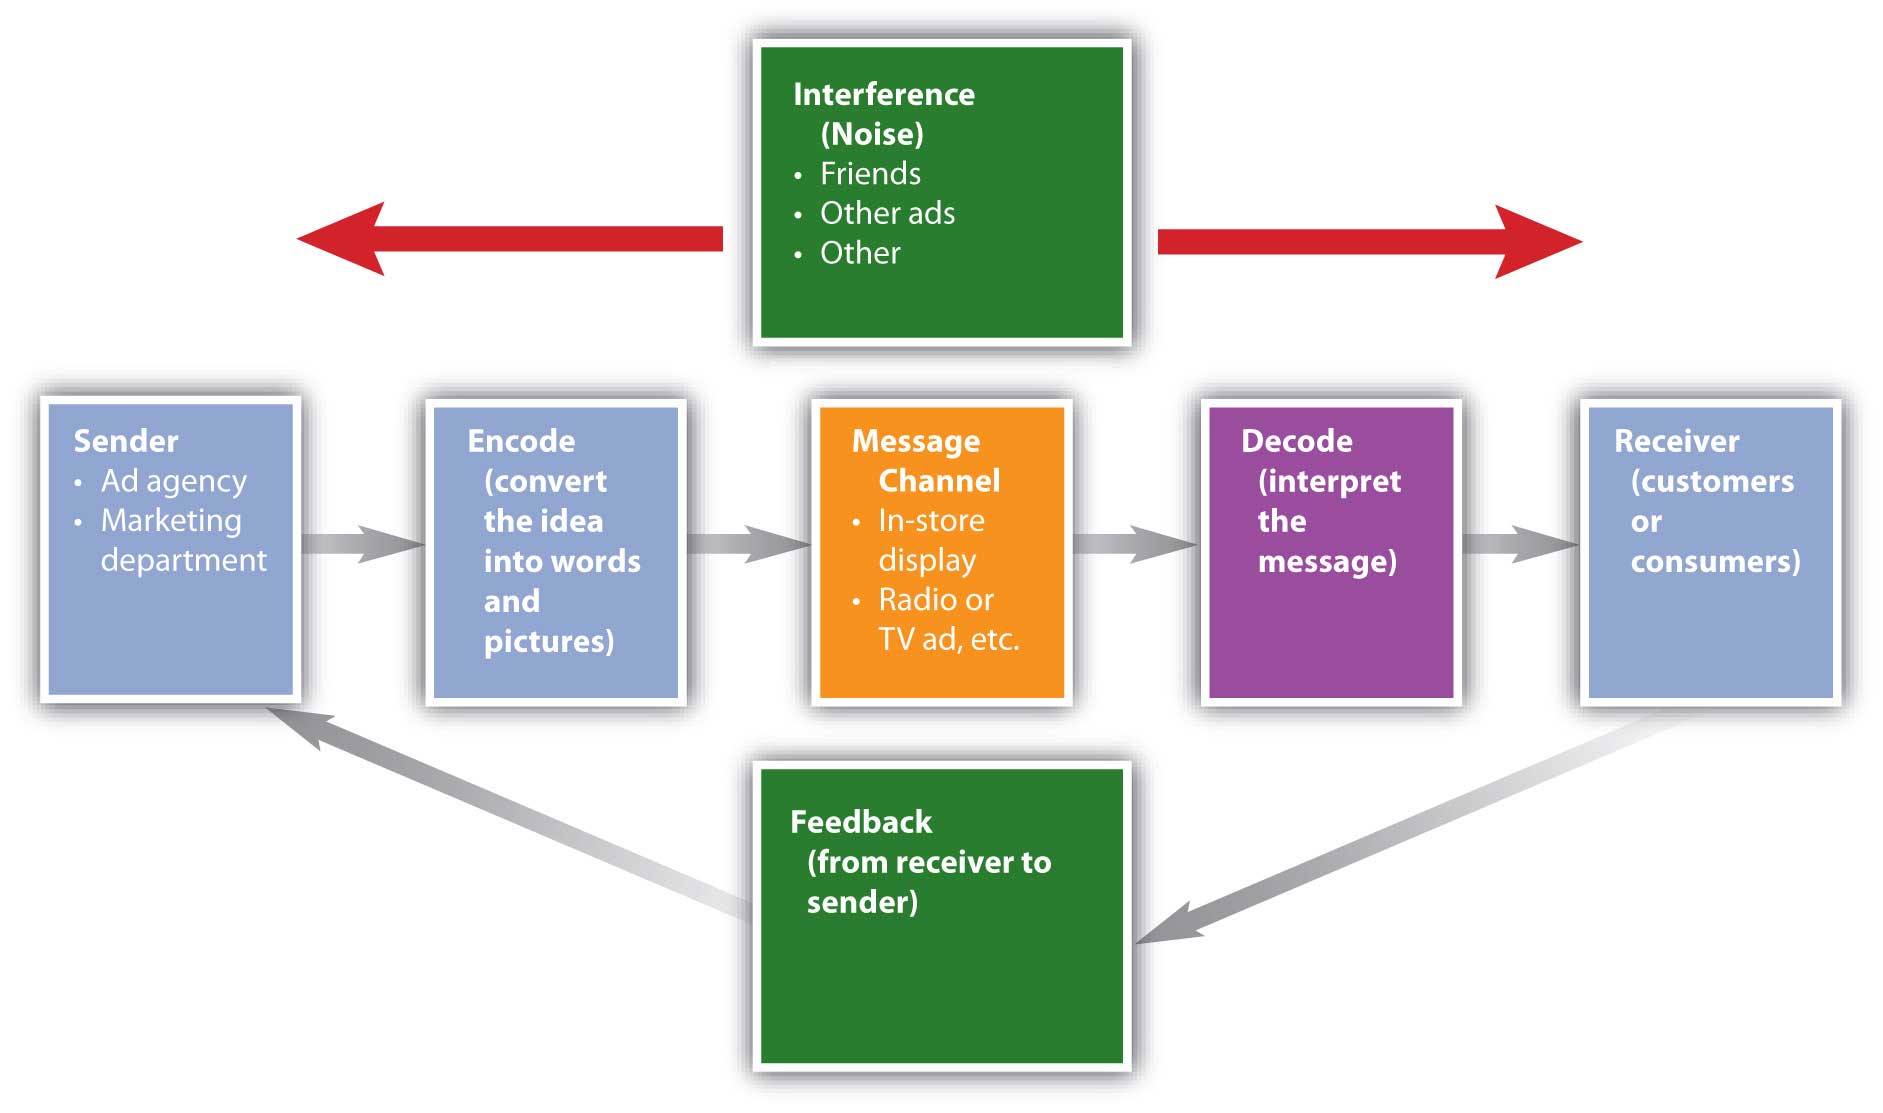 Interference
(Noise)
• Friends
• Other ads
• Other
Sender
• Ad agency
• Marketing
department
Encode
(convert
the idea
into words
and
pictures)
Message
Channel
• In-store
display
• Radio or
TV ad, etc.
Decode
(interpret
the
message)
Receiver
(customers
or
consumers)
Feedback
(from receiver to
sender)